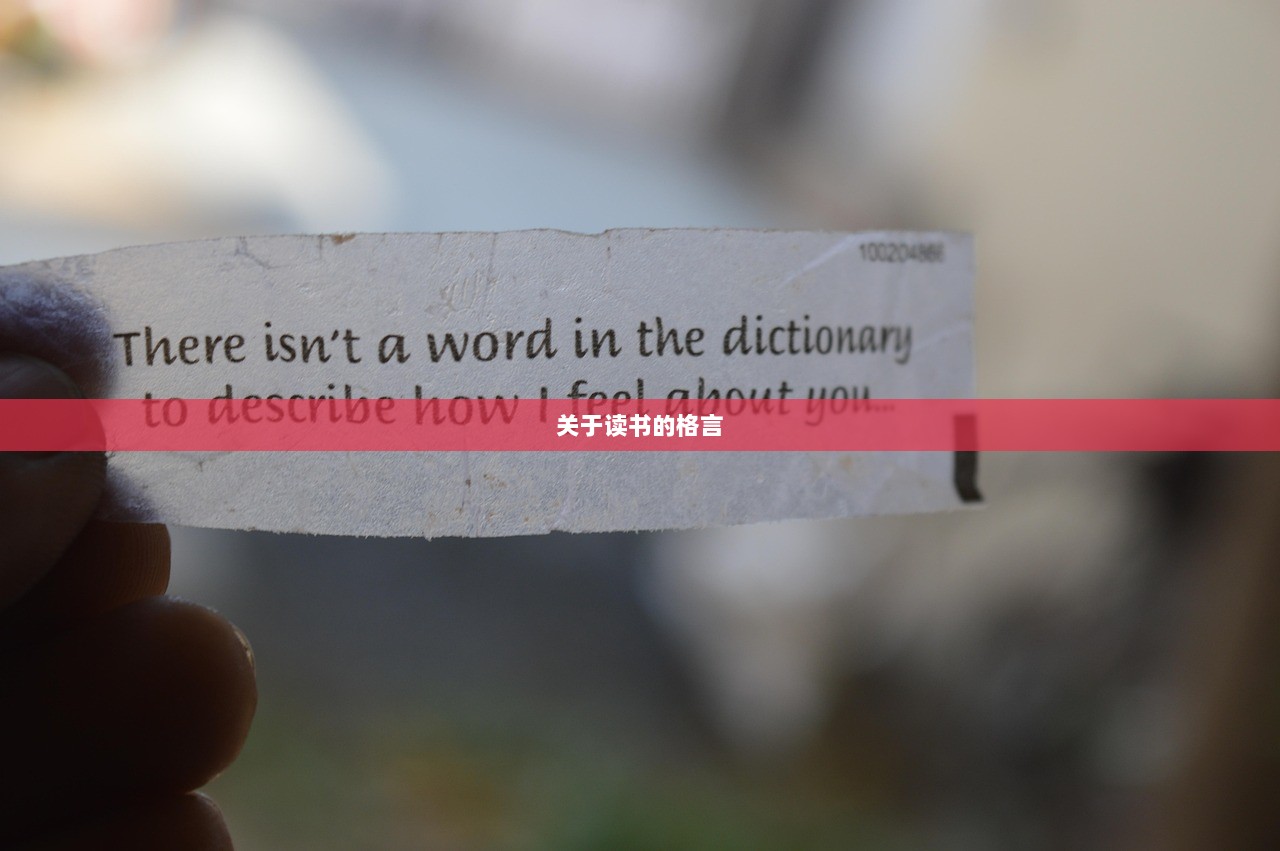 100204866
There isn't a word in the dictionary
to describe how I feel about you...
关于读书的格言